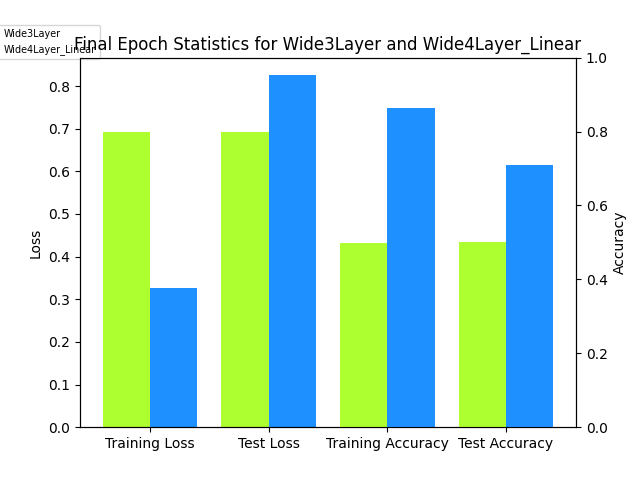 Final Epoch Statistics for Wide3Layer and Wide4Layer_Linear
Wide3Layer
Wide4Layer_Linear
0.8
0.7
0.6
0.5
0.4
0.3
0.2
0.1
0.0
Loss
1.0
0.8
0.6
0.4
0.2
0.0
Accuracy
Training Loss Test Loss Training Accuracy Test Accuracy